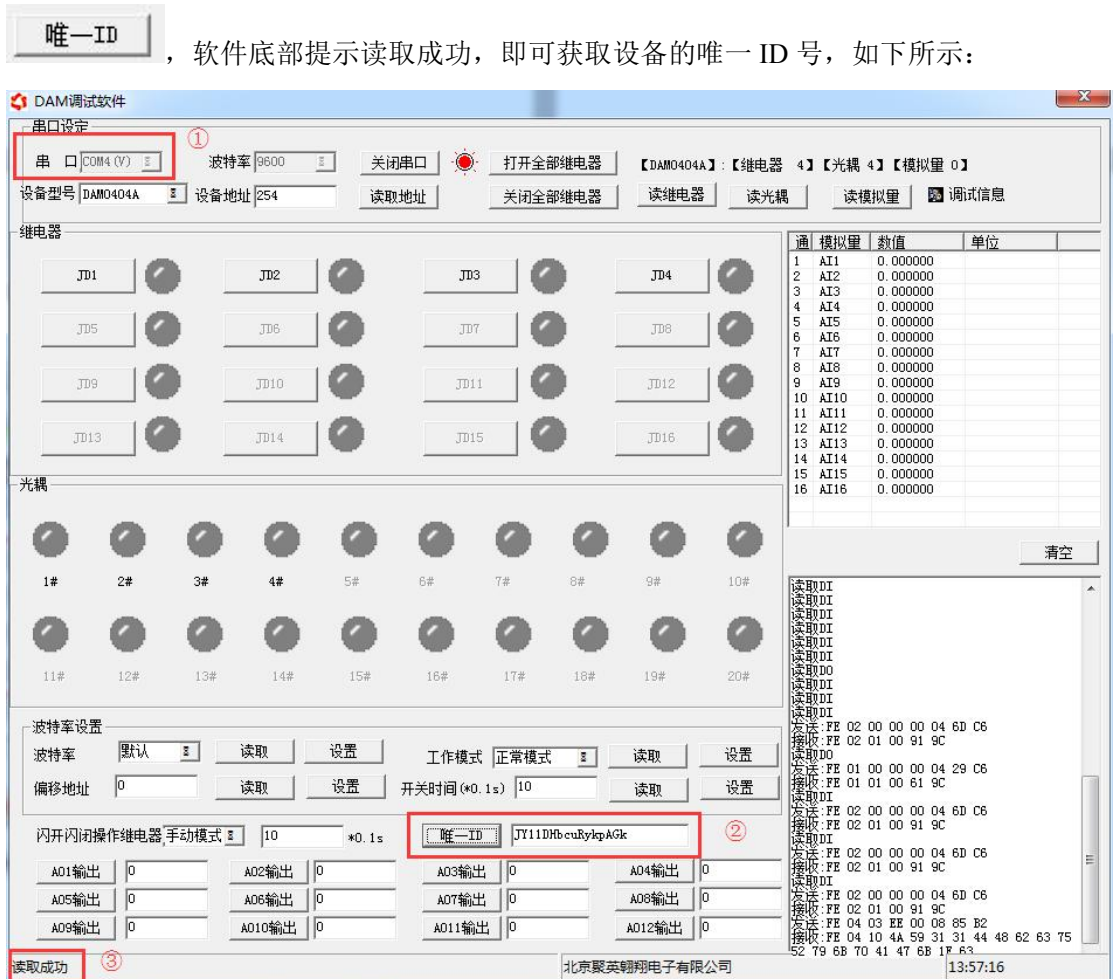 唯一ID ，软件底部提示读取成功，即可获取设备的唯一 ID 号，如下所示：
DAM调试软件
串口设定
①
串 口 COM4(V) 波特率 9600 关闭串口 打开全部继电器 【DAM0404A】:【继电器 4】【光耦 4】【模拟量 0】
设备型号 DAM0404A 设备地址 254 读取地址 关闭全部继电器 读继电器 读光耦 读模拟量 调试信息
继电器
JD1 JD2 JD3 JD4
JD5 JD6 JD7 JD8
JD9 JD10 JD11 JD12
JD13 JD14 JD15 JD16
通 模拟量 数值 单位
1 AI1 0.000000
2 AI2 0.000000
3 AI3 0.000000
4 AI4 0.000000
5 AI5 0.000000
6 AI6 0.000000
7 AI7 0.000000
8 AI8 0.000000
9 AI9 0.000000
10 AI10 0.000000
11 AI11 0.000000
12 AI12 0.000000
13 AI13 0.000000
14 AI14 0.000000
15 AI15 0.000000
16 AI16 0.000000
清空
光耦
1# 2# 3# 4# 5# 6# 7# 8# 9# 10#
11# 12# 13# 14# 15# 16# 17# 18# 19# 20#
读取DI
读取DI
读取DI
读取DI
读取DI
读取DI
读取DO
读取DI
读取DI
读取DI
发送:FE 02 00 00 00 04 6D C6
接收:FE 02 01 00 91 9C
读取DO
发送:FE 01 00 00 00 04 29 C6
接收:FE 01 01 00 61 9C
读取DI
发送:FE 02 00 00 00 04 6D C6
接收:FE 02 01 00 91 9C
读取DI
发送:FE 02 00 00 00 04 6D C6
接收:FE 02 01 00 91 9C
读取DI
发送:FE 02 00 00 00 04 6D C6
接收:FE 02 01 00 91 9C
发送:FE 04 03 EE 00 08 85 B2
接收:FE 04 10 4A 59 31 31 44 48 62 63 75
52 79 6B 70 41 47 6B 1F 63
波特率设置
波特率 默认 读取 设置 工作模式 正常模式 读取 设置
偏移地址 0 读取 设置 开关时间(*0.1s) 10 读取 设置
闪开闪闭操作继电器 手动模式 10 *0.1s 唯一ID JY11DHbcuRykpAGk ②
AO1输出 0 AO2输出 0 AO3输出 0 AO4输出 0
AO5输出 0 AO6输出 0 AO7输出 0 AO8输出 0
AO9输出 0 AO10输出 0 AO11输出 0 AO12输出 0
读取成功 ③ 北京聚英翱翔电子有限公司 13:57:16